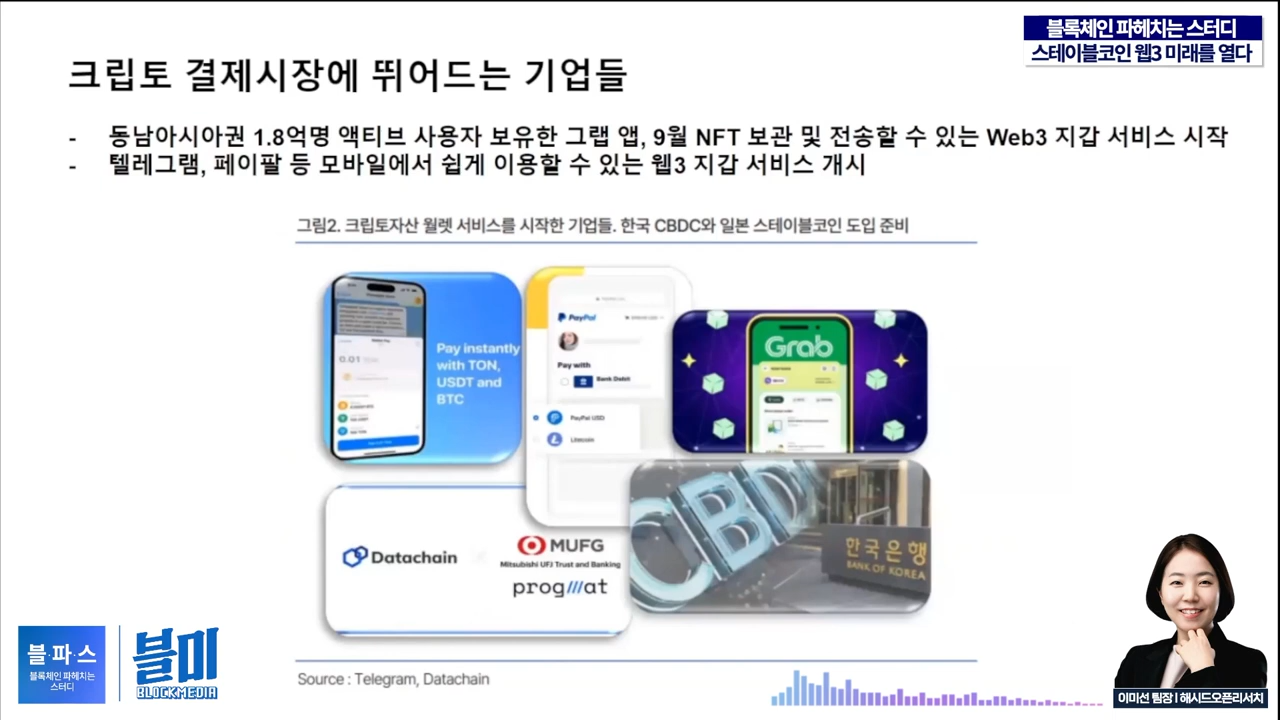 블록체인 파헤치는 스터디
스테이블코인 웹3 미래를 열다
크립토 결제시장에 뛰어드는 기업들
- 동남아시아권 1.8억명 액티브 사용자 보유한 그랩 앱, 9월 NFT 보관 및 전송할 수 있는 Web3 지갑 서비스 시작
- 텔레그램, 페이팔 등 모바일에서 쉽게 이용할 수 있는 웹3 지갑 서비스 개시
그림2. 크립토자산 월렛 서비스를 시작한 기업들. 한국 CBDC와 일본 스테이블코인 도입 준비
0.01
Pay instantly
with TON,
USDT and
BTC
PayPal
Pay with
Bank Debit
PayPal USD
Litecoin
Grab
Datachain
MUFG
Mitsubishi UFJ Trust and Banking
progmat
CBD
한국은행
BANK OF KOREA
Source : Telegram, Datachain
블·파·스
블록체인 파헤치는
스터디
블미
BLOCKMEDIA
이미선 팀장 | 해시드오픈리서치